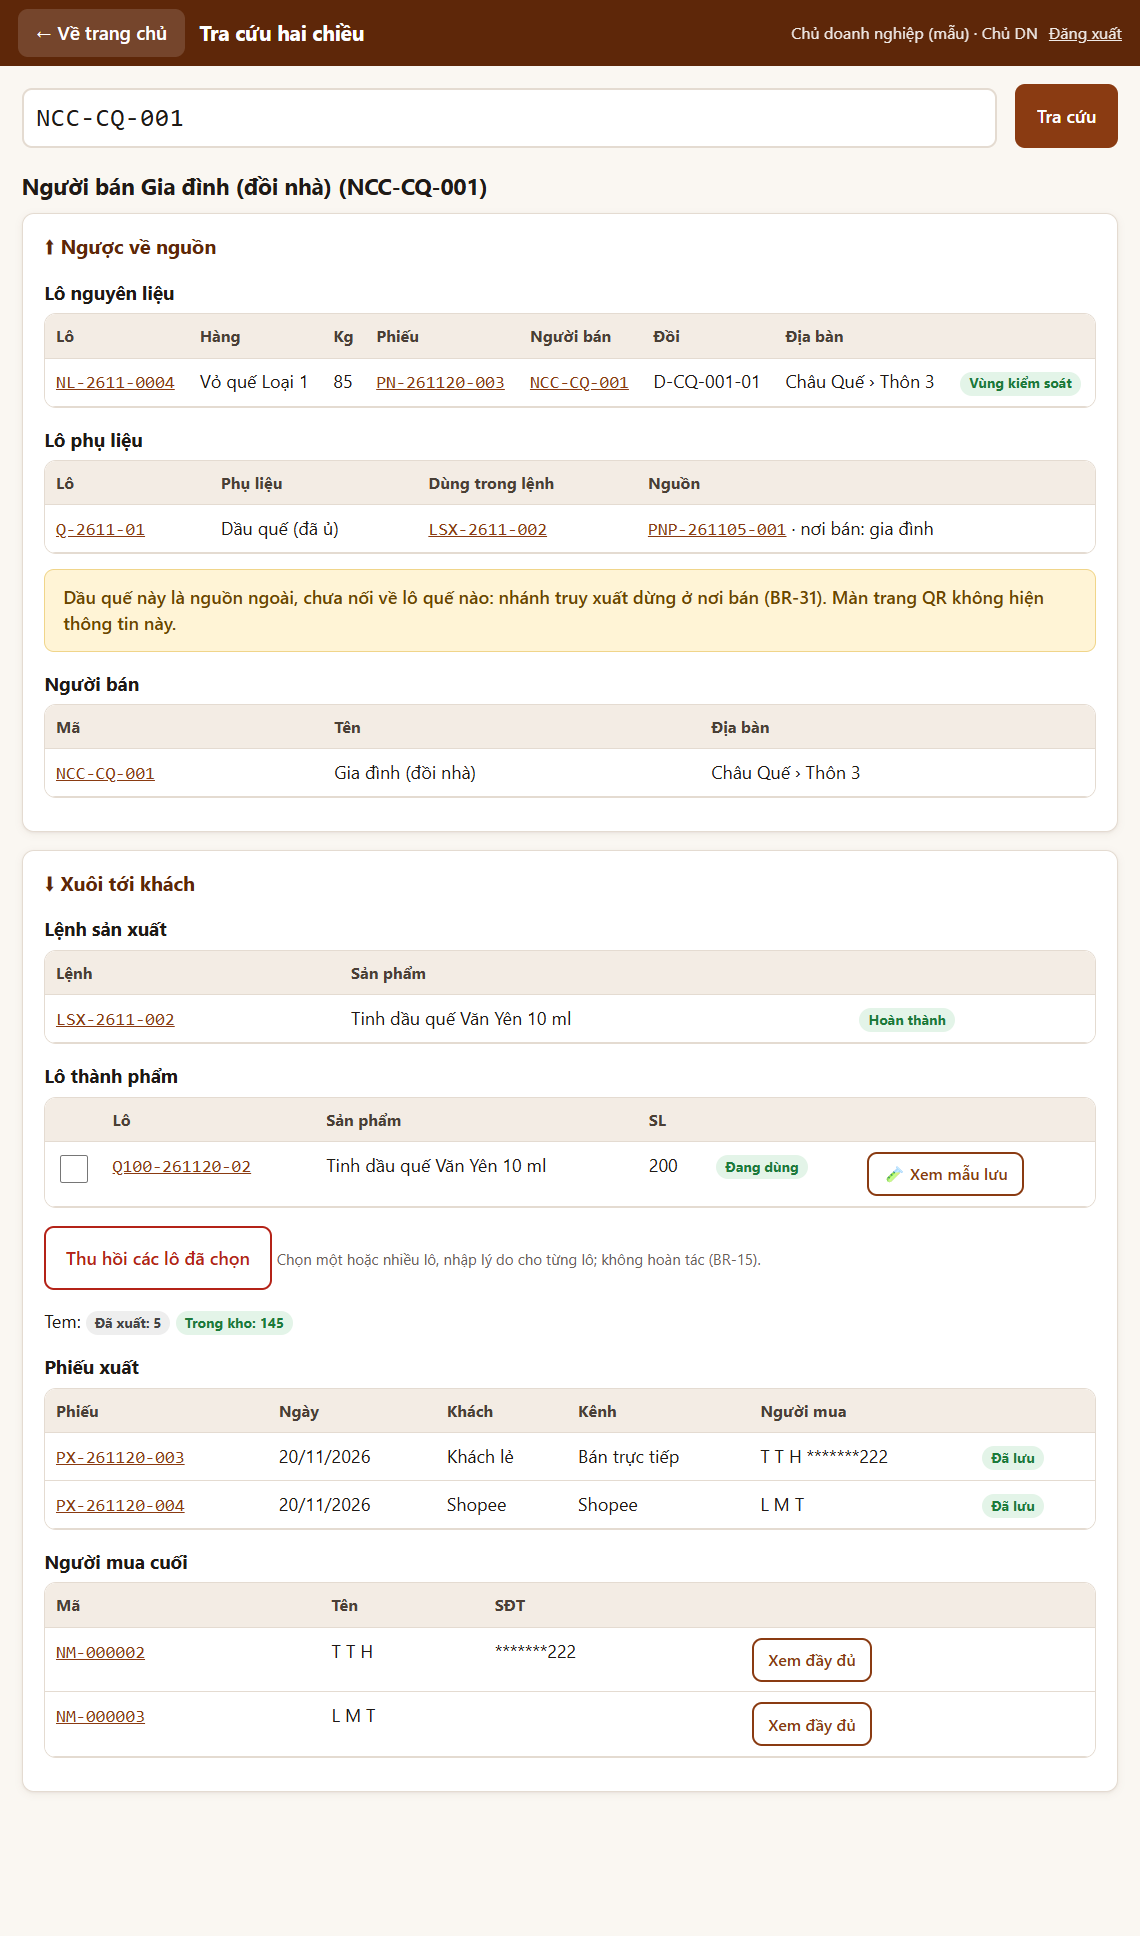 ← Về trang chủ
Tra cứu hai chiều
Chủ doanh nghiệp (mẫu) · Chủ DN Đăng xuất
NCC-CQ-001
Tra cứu
Người bán Gia đình (đồi nhà) (NCC-CQ-001)
⬆ Ngược về nguồn
Lô nguyên liệu
Lô Hàng Kg Phiếu Người bán Đồi Địa bàn
NL-2611-0004 Vỏ quế Loại 1 85 PN-261120-003 NCC-CQ-001 D-CQ-001-01 Châu Quế › Thôn 3 Vùng kiểm soát
Lô phụ liệu
Lô Phụ liệu Dùng trong lệnh Nguồn
Q-2611-01 Dầu quế (đã ủ) LSX-2611-002 PNP-261105-001 · nơi bán: gia đình
Dầu quế này là nguồn ngoài, chưa nối về lô quế nào: nhánh truy xuất dừng ở nơi bán (BR-31). Màn trang QR không hiện
thông tin này.
Người bán
Mã Tên Địa bàn
NCC-CQ-001 Gia đình (đồi nhà) Châu Quế › Thôn 3
⬇ Xuôi tới khách
Lệnh sản xuất
Lệnh Sản phẩm
LSX-2611-002 Tinh dầu quế Văn Yên 10 ml Hoàn thành
Lô thành phẩm
Lô Sản phẩm SL
Q100-261120-02 Tinh dầu quế Văn Yên 10 ml 200 Đang dùng 🧪 Xem mẫu lưu
Thu hồi các lô đã chọn Chọn một hoặc nhiều lô, nhập lý do cho từng lô; không hoàn tác (BR-15).
Tem: Đã xuất: 5 Trong kho: 145
Phiếu xuất
Phiếu Ngày Khách Kênh Người mua
PX-261120-003 20/11/2026 Khách lẻ Bán trực tiếp T T H *******222 Đã lưu
PX-261120-004 20/11/2026 Shopee Shopee L M T Đã lưu
Người mua cuối
Mã Tên SĐT
NM-000002 T T H *******222 Xem đầy đủ
NM-000003 L M T Xem đầy đủ